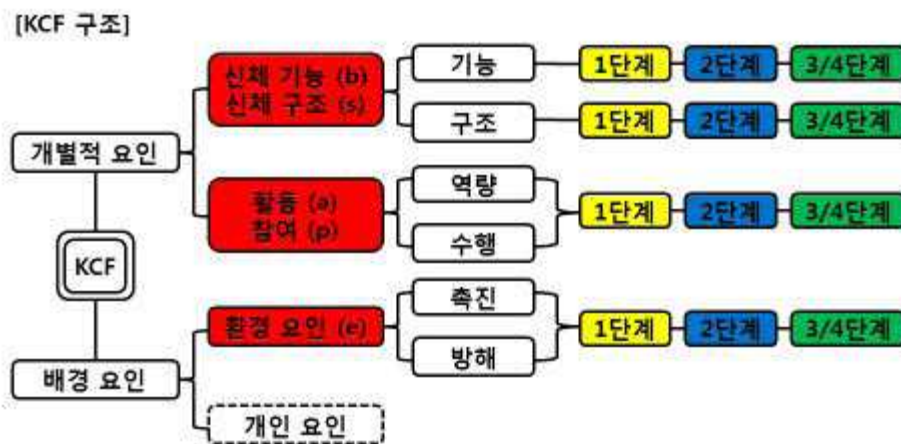 [KCF 구조]
신체 기능 (b)
신체 구조 (s)
기능
1단계
2단계
3/4단계
구조
1단계
2단계
3/4단계
개별적 요인
활동 (a)
참여 (p)
역량
수행
1단계
2단계
3/4단계
KCF
환경 요인 (e)
촉진
방해
1단계
2단계
3/4단계
배경 요인
개인 요인